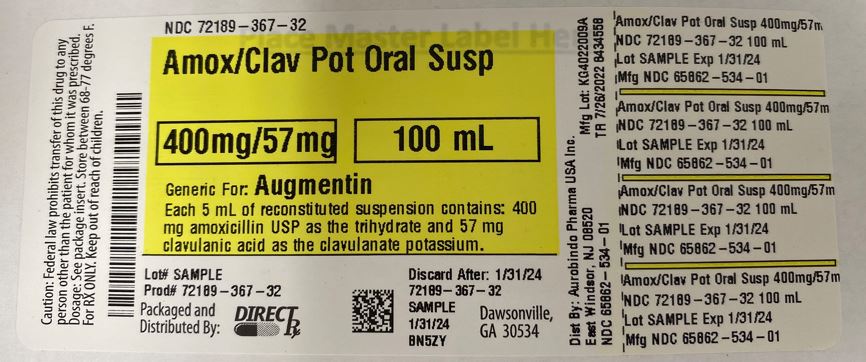 Caution: Federal law prohibits transfer of this drug to any
person other than the patient for whom it was prescribed.
Dosage: See package insert. Store between 68-77 degrees F.
For RX ONLY. Keep out of reach of children.
NDC 72189-367-32
Place Master Label He
Amox/Clav Pot Oral Susp
400mg/57mg
100 mL
Generic For: Augmentin
Each 5 mL of reconstituted suspension contains: 400
mg amoxicillin USP as the trihydrate and 57 mg
clavulanic acid as the clavulanate potassium.
Lot# SAMPLE
Prod# 72189-367-32
Packaged and
Distributed By:
DIRECT Rx
Discard After: 1/31/24
72189-367-32
SAMPLE
1/31/24
BN5ZY
Dawsonville,
GA 30534
Mfg Lot: KG4022009A
TR 7/26/2022 8434558
Dist By: Aurobindo Pharma USA Inc.
East Windsor, NJ 08520
NDC 65862-534-01
Amox/Clav Pot Oral Susp 400mg/57m
NDC 72189-367-32 100 mL
Lot SAMPLE Exp 1/31/24
Mfg NDC 65862-534-01
Amox/Clav Pot Oral Susp 400mg/57m
NDC 72189-367-32 100 mL
Lot SAMPLE Exp 1/31/24
Mfg NDC 65862-534-01
Amox/Clav Pot Oral Susp 400mg/57m
NDC 72189-367-32 100 mL
Lot SAMPLE Exp 1/31/24
Mfg NDC 65862-534-01
Amox/Clav Pot Oral Susp 400mg/57m
NDC 72189-367-32 100 mL
Lot SAMPLE Exp 1/31/24
Mfg NDC 65862-534-01